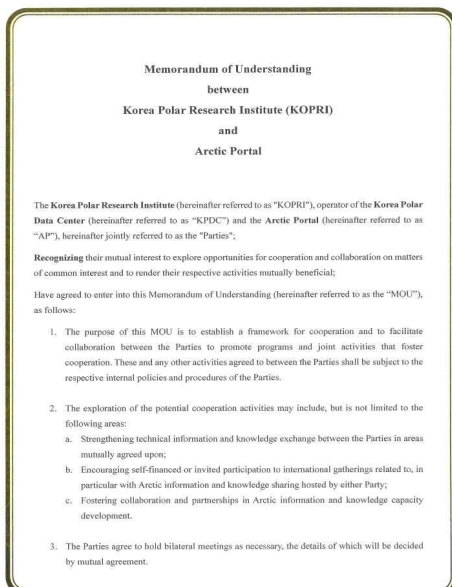 Memorandum of Understanding
between
Korea Polar Research Institute (KOPRI)
and
Arctic Portal
The Korea Polar Research Institute (hereinafter referred to as "KOPRI"), operator of the Korea Polar
Data Center (hereinafter referred to as “KPDC”) and the Arctic Portal (hereinafter referred to as
“AP”), hereinafter jointly referred to as the "Parties";
Recognizing their mutual interest to explore opportunities for cooperation and collaboration on matters
of common interest and to render their respective activities mutually beneficial;
Have agreed to enter into this Memorandum of Understanding (hereinafter referred to as the “MOU”),
as follows:
1. The purpose of this MOU is to establish a framework for cooperation and to facilitate
collaboration between the Parties to promote programs and joint activities that foster
cooperation. These and any other activities agreed to between the Parties shall be subject to the
respective internal policies and procedures of the Parties.
2. The exploration of the potential cooperation activities may include, but is not limited to the
following areas:
a. Strengthening technical information and knowledge exchange between the Parties in areas
mutually agreed upon;
b. Encouraging self-financed or invited participation to international gatherings related to, in
particular with Arctic information and knowledge sharing hosted by either Party;
c. Fostering collaboration and partnerships in Arctic information and knowledge capacity
development.
3. The Parties agree to hold bilateral meetings as necessary, the details of which will be decided
by mutual agreement.